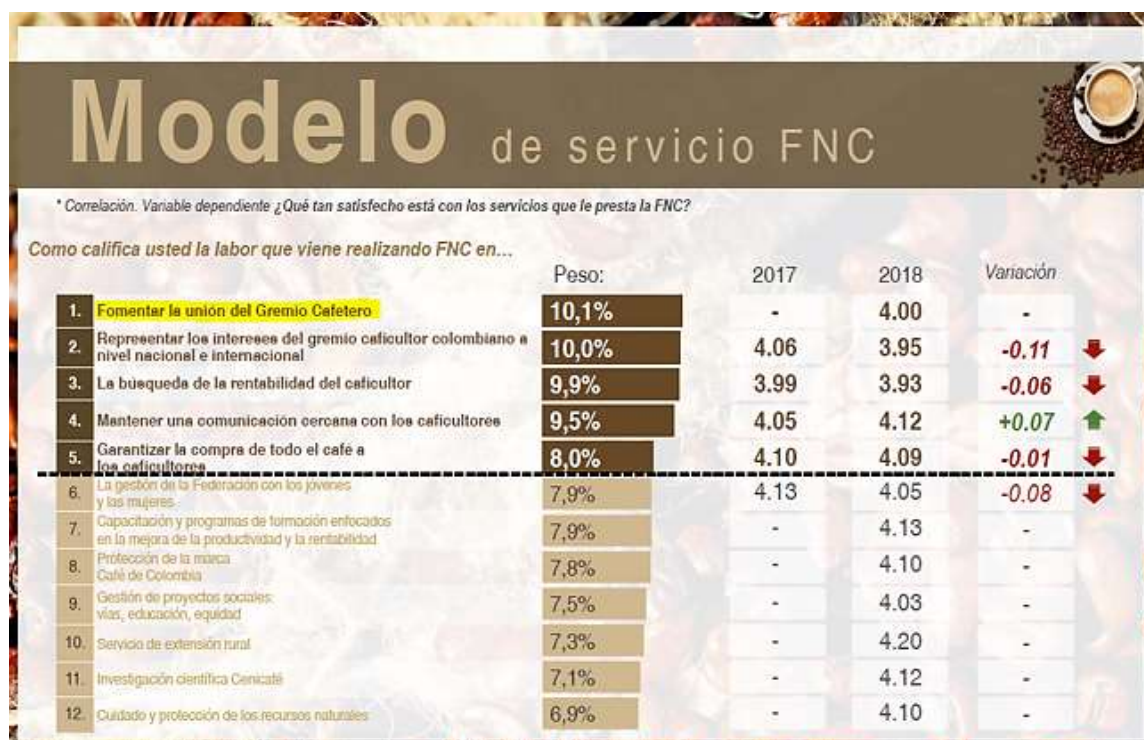 Modelo de servicio FNC
* Correlación. Variable dependiente ¿Qué tan satisfecho está con los servicios que le presta la FNC?
Como califica usted la labor que viene realizando FNC en...
Peso: 2017 2018 Variación
1. Fomentar la unión del Gremio Cafetero 10,1% - 4.00 -
2. Representar los intereses del gremio caficultor colombiano a
nivel nacional e internacional 10,0% 4.06 3.95 -0.11
3. La búsqueda de la rentabilidad del caficultor 9,9% 3.99 3.93 -0.06
4. Mantener una comunicación cercana con los caficultores 9,5% 4.05 4.12 +0.07
5. Garantizar la compra de todo el café a
los caficultores 8,0% 4.10 4.09 -0.01
6. La gestión de la Federación con los jóvenes
y las mujeres 7,9% 4.13 4.05 -0.08
7. Capacitación y programas de formación enfocados
en la mejora de la productividad y la rentabilidad 7,9% - 4.13 -
8. Protección de la marca
Café de Colombia 7,8% - 4.10 -
9. Gestión de proyectos sociales:
vías, educación, equidad 7,5% - 4.03 -
10. Servicio de extensión rural 7,3% - 4.20 -
11. Investigación científica Cenicafé 7,1% - 4.12 -
12. Cuidado y protección de los recursos naturales 6,9% - 4.10 -